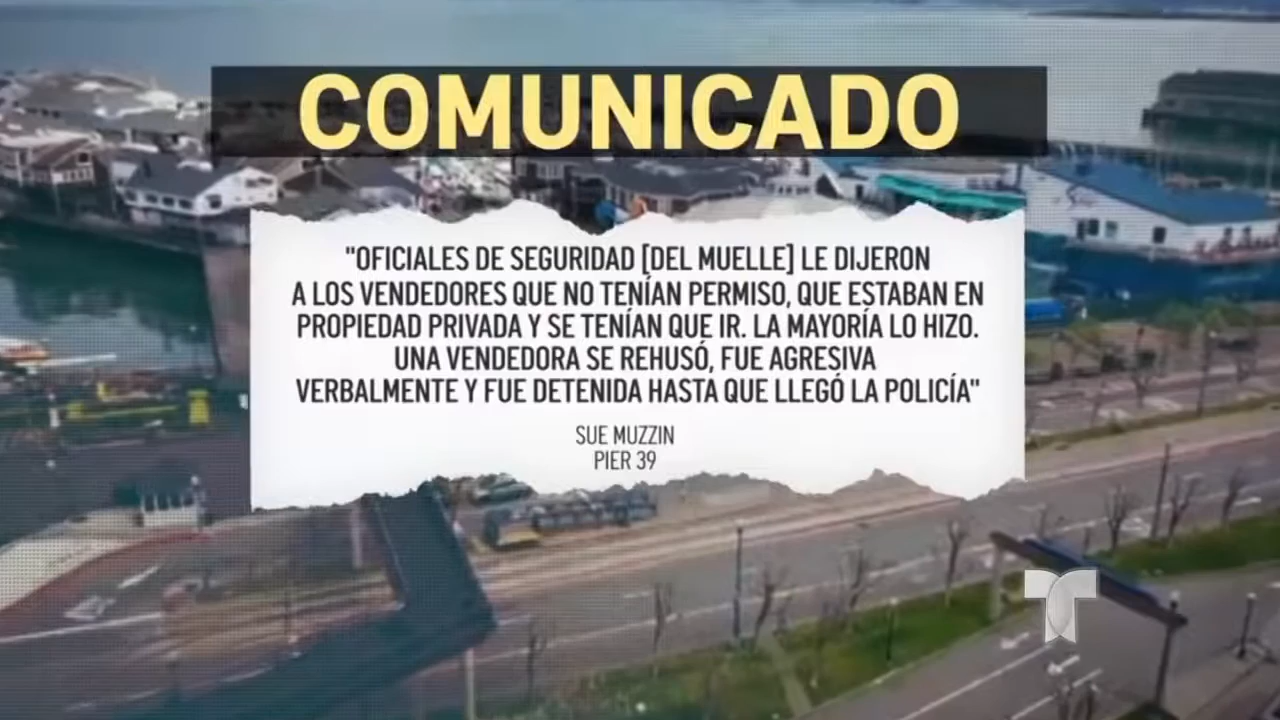 COMUNICADO
"OFICIALES DE SEGURIDAD [DEL MUELLE] LE DIJERON
A LOS VENDEDORES QUE NO TENÍAN PERMISO, QUE ESTABAN EN
PROPIEDAD PRIVADA Y SE TENÍAN QUE IR. LA MAYORÍA LO HIZO.
UNA VENDEDORA SE REHUSÓ, FUE AGRESIVA
VERBALMENTE Y FUE DETENIDA HASTA QUE LLEGÓ LA POLICÍA"
SUE MUZZIN
PIER 39